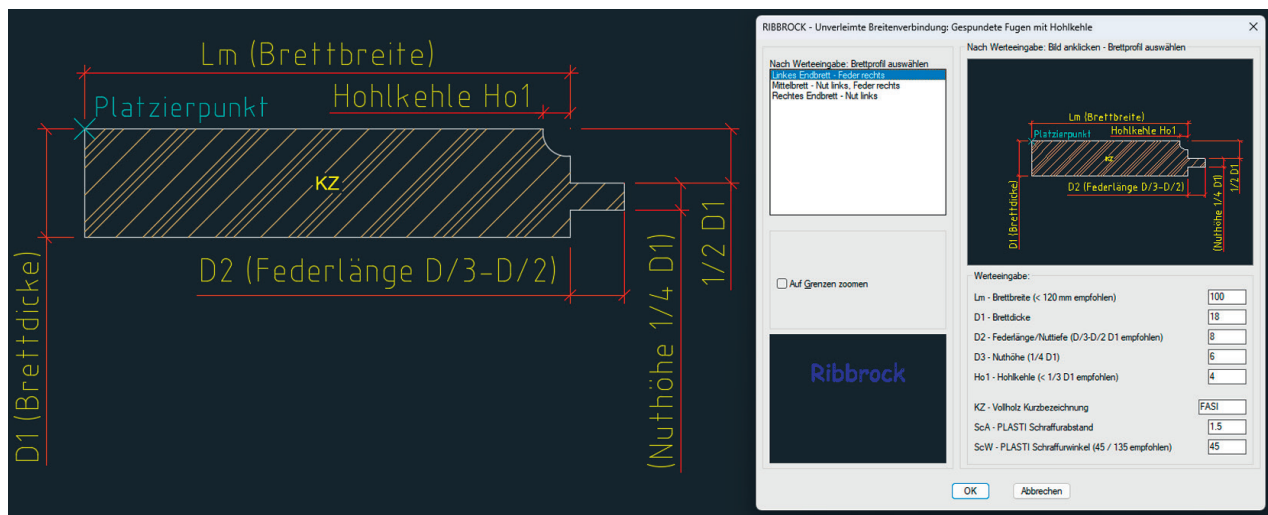 Lm (Brettbreite)
Hohlkehle Ho1
Platzierpunkt
KZ
D2 (Federlänge D/3-D/2)
D1 (Brettdicke)
(Nuthöhe 1/4 D1)
1/2 D1
RIBBROCK - Unverleimte Breitenverbindung: Gespundete Fugen mit Hohlkehle
Nach Werteeingabe: Brettprofil auswählen
Linkes Endbrett - Feder rechts
Mittelbrett - Nut links, Feder rechts
Rechtes Endbrett - Nut links
Auf Grenzen zoomen
Ribbrock
Nach Werteeingabe: Bild anklicken - Brettprofil auswählen
Lm (Brettbreite)
Platzierpunkt
Hohlkehle Ho1
KZ
D2 (Federlänge D/3-D/2)
D1 (Brettdicke)
(Nuthöhe 1/4 D1)
1/2 D1
Werteeingabe:
Lm - Brettbreite (< 120 mm empfohlen) 100
D1 - Brettdicke 18
D2 - Federlänge/Nuttiefe (D/3-D/2 D1 empfohlen) 8
D3 - Nuthöhe (1/4 D1) 6
Ho1 - Hohlkehle (< 1/3 D1 empfohlen) 4
KZ - Vollholz Kurzbezeichnung FASI
ScA - PLASTI Schraffurabstand 1.5
ScW - PLASTI Schraffurwinkel (45 / 135 empfohlen) 45
OK Abbrechen